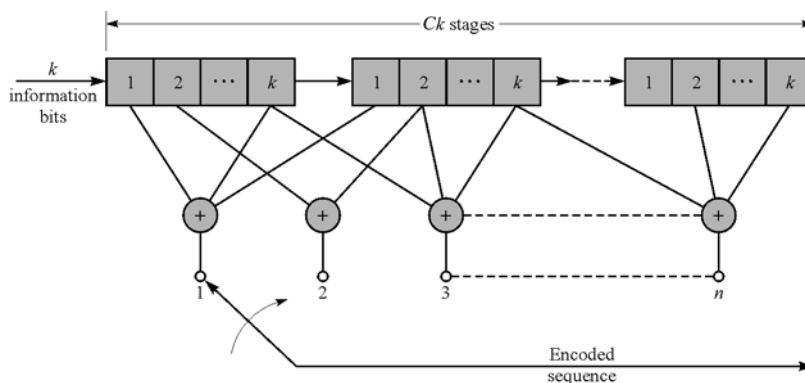 Ck stages
k
information
bits
1 2 ··· k
1 2 ··· k
1 2 ··· k
+ + + +
1 2 3 n
Encoded
sequence